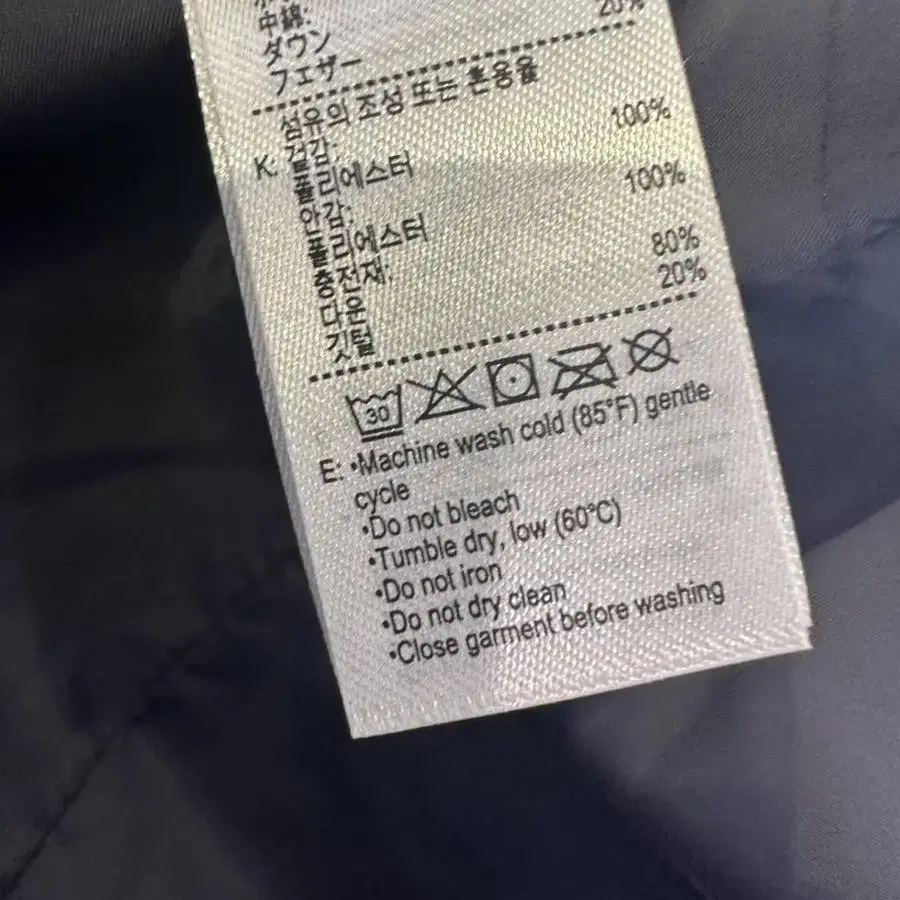 中綿:
ダウン 20%
フェザー
섬유의 조성 또는 혼용율
K: 겉감: 100%
폴리에스터
안감: 100%
폴리에스터
충전재: 80%
다운 20%
깃털
30
E: •Machine wash cold (85°F) gentle
cycle
•Do not bleach
•Tumble dry, low (60°C)
•Do not iron
•Do not dry clean
•Close garment before washing